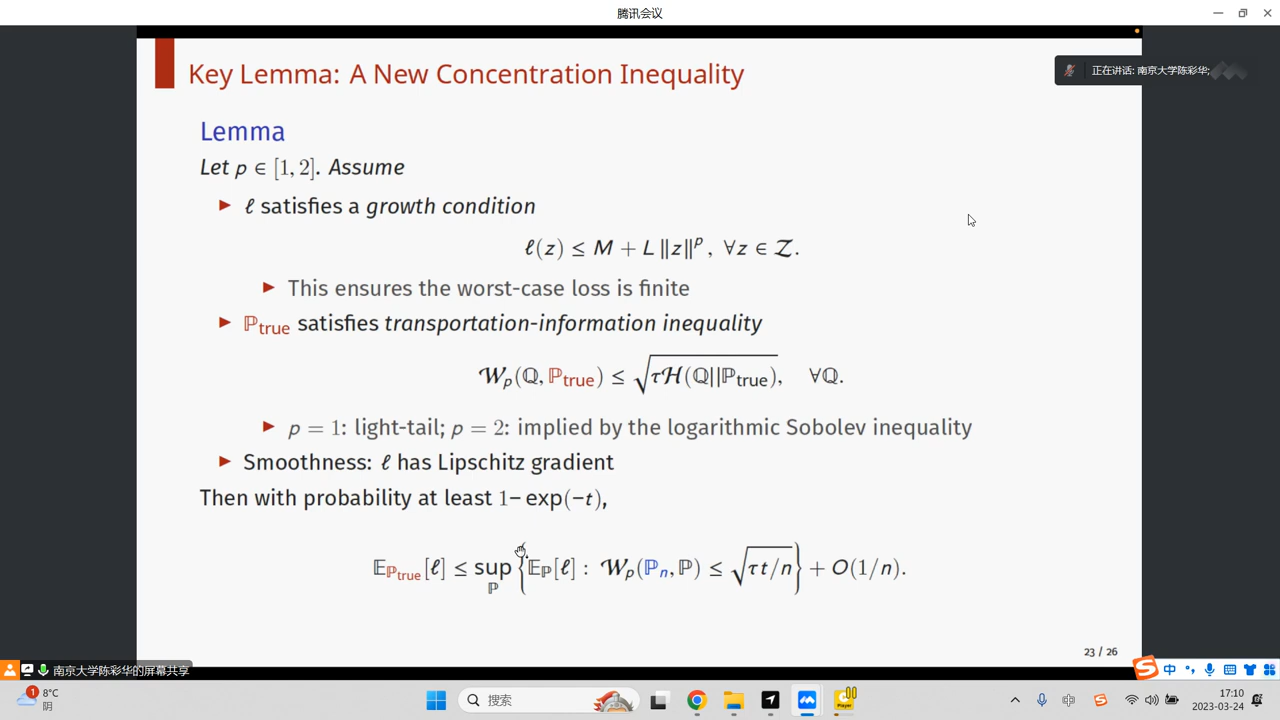 腾讯会议
Key Lemma: A New Concentration Inequality
正在讲话: 南京大学陈彩华;
Lemma
Let p ∈ [1, 2]. Assume
ℓ satisfies a growth condition
ℓ(z) ≤ M + L ‖z‖^p, ∀z ∈ 𝒵.
This ensures the worst-case loss is finite
ℙ_true satisfies transportation-information inequality
𝒲_p(ℚ, ℙ_true) ≤ √(τℋ(ℚ||ℙ_true)), ∀ℚ.
p = 1: light-tail; p = 2: implied by the logarithmic Sobolev inequality
Smoothness: ℓ has Lipschitz gradient
Then with probability at least 1− exp(−t),
𝔼_{ℙ_true}[ℓ] ≤ sup_ℙ {𝔼_ℙ[ℓ] : 𝒲_p(ℙ_n, ℙ) ≤ √(τt/n)} + O(1/n).
23 / 26
南京大学陈彩华的屏幕共享
中
1
8°C
阴
搜索
Player
中
17:10
2023-03-24